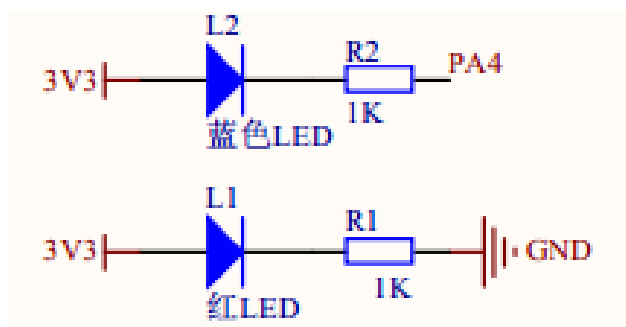 L2
3V3
R2
PA4
1K
蓝色LED
L1
3V3
R1
GND
1K
红LED